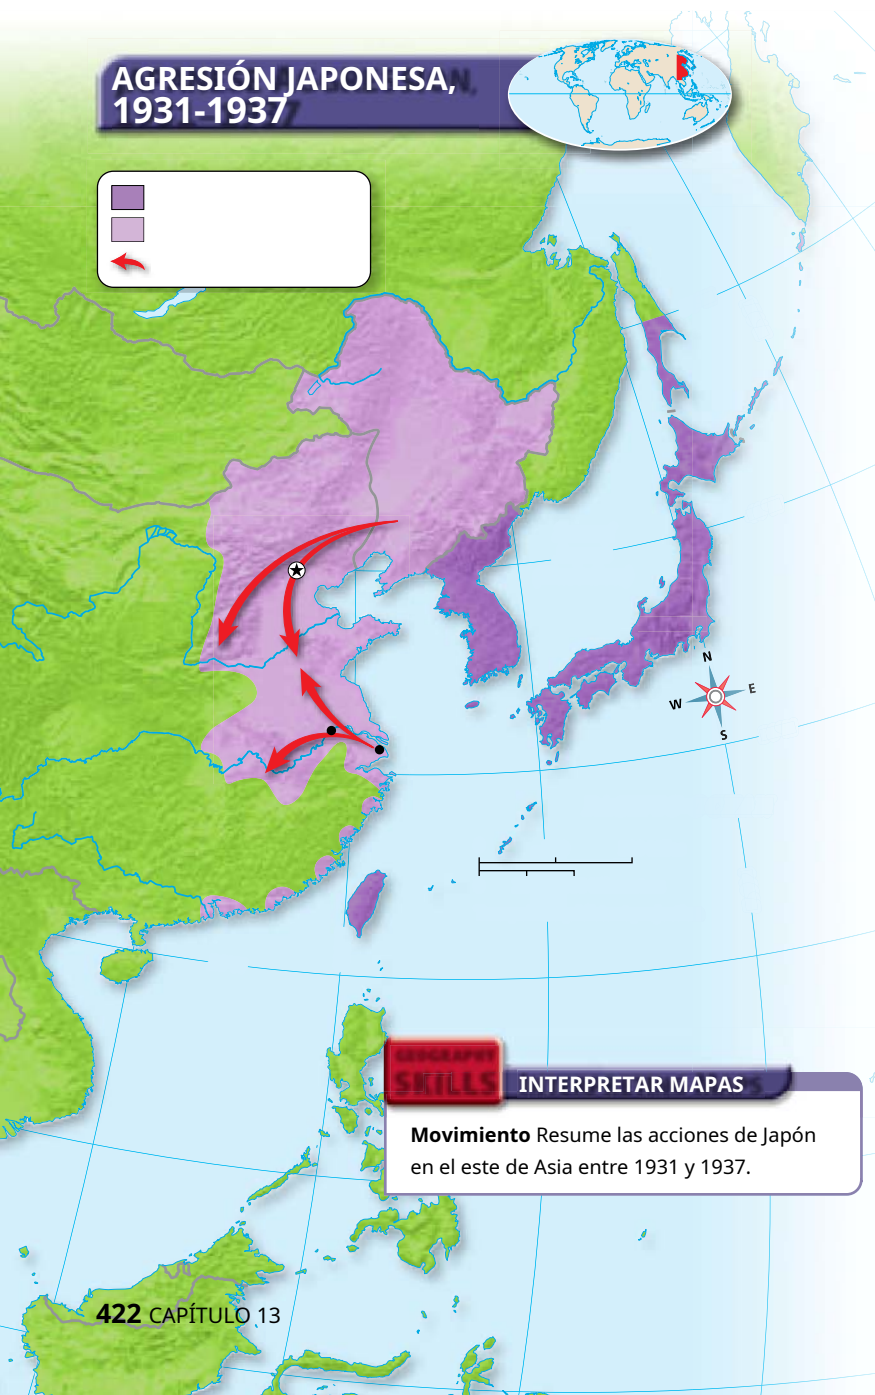 AGRESIÓN JAPONESA,
1931-1937
N
W
E
S
GEOGRAPHY
SKILLS
INTERPRETAR MAPAS
Movimiento Resume las acciones de Japón
en el este de Asia entre 1931 y 1937.
422 CAPÍTULO 13